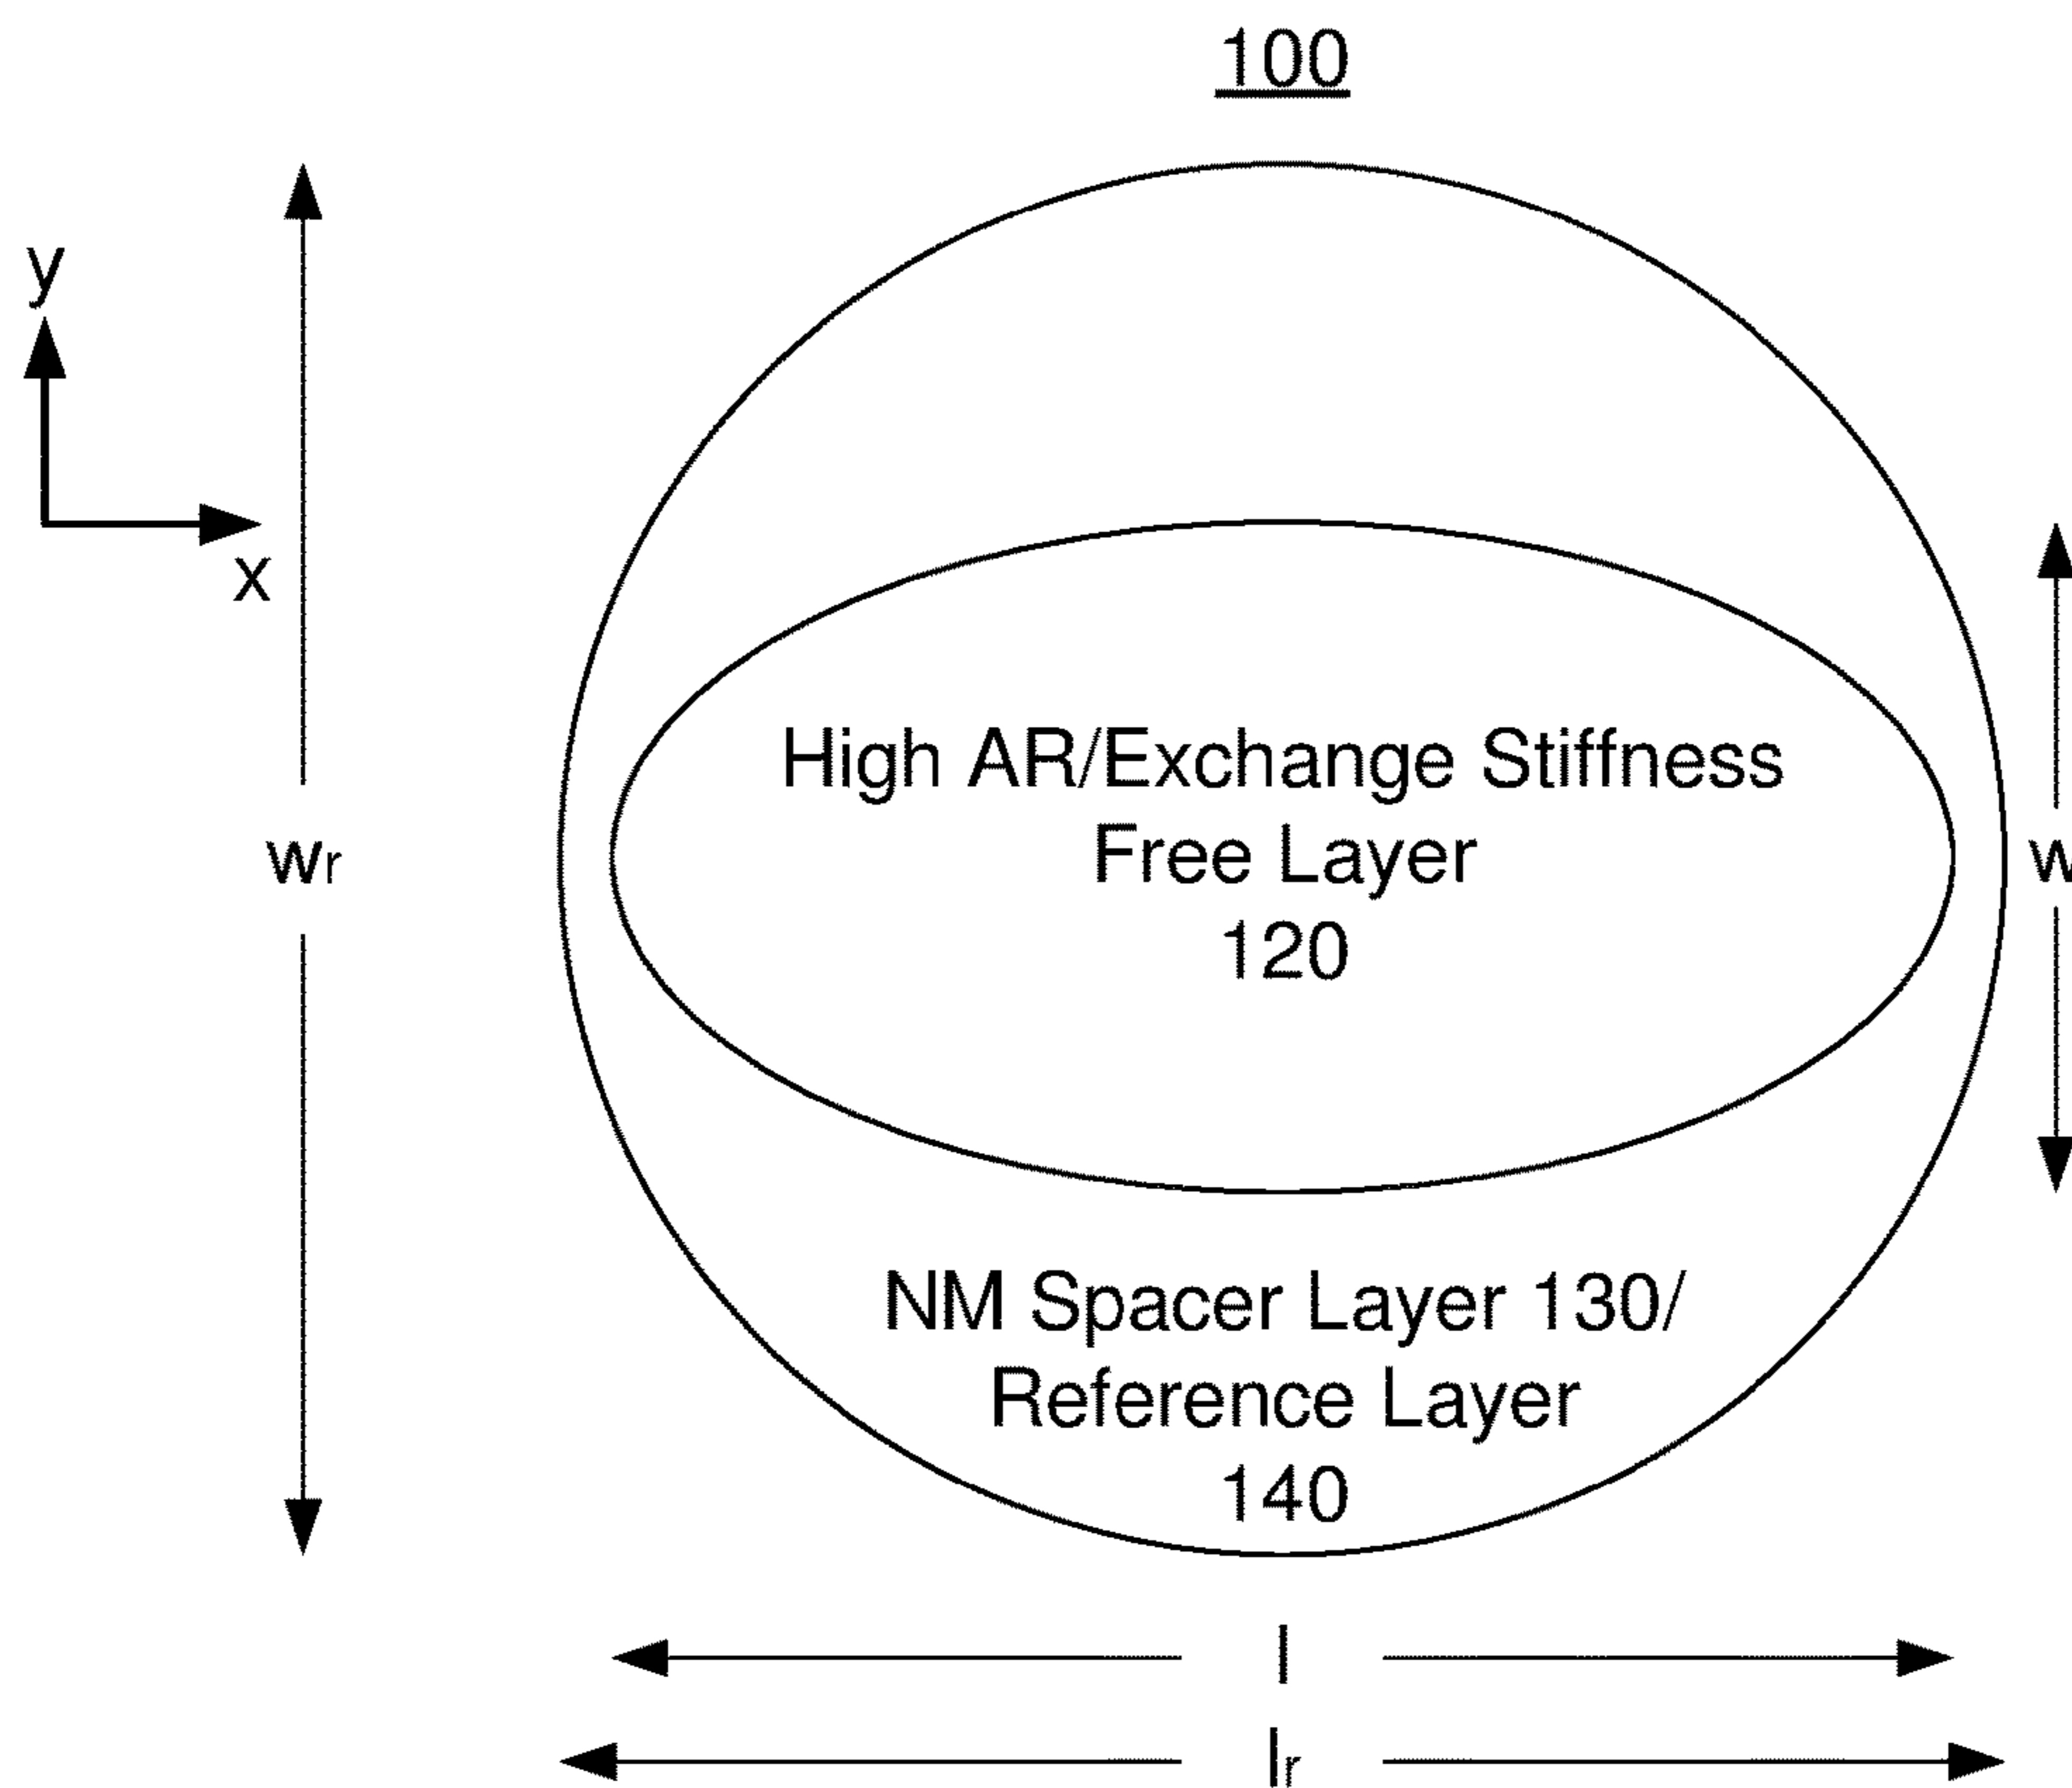 100
y
x
wr
High AR/Exchange Stiffness
Free Layer
120
w
NM Spacer Layer 130/
Reference Layer
140
l
lr